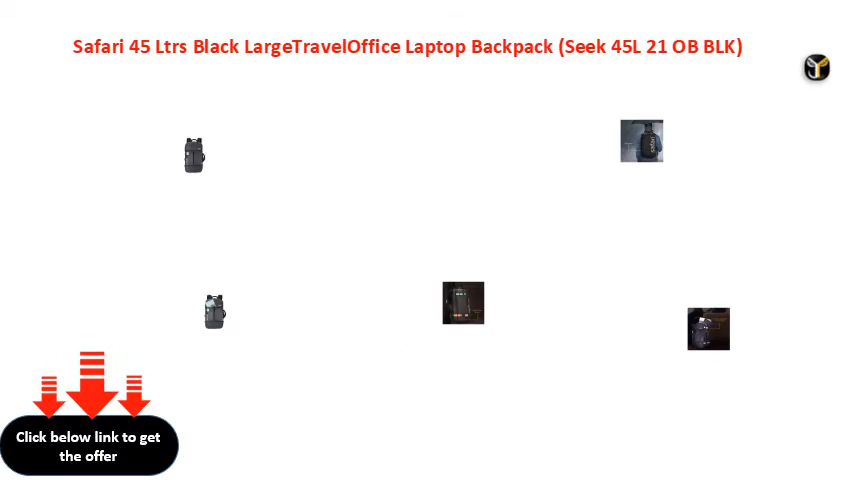 Safari 45 Ltrs Black LargeTravelOffice Laptop Backpack (Seek 45L 21 OB BLK)
safari
Click below link to get
the offer